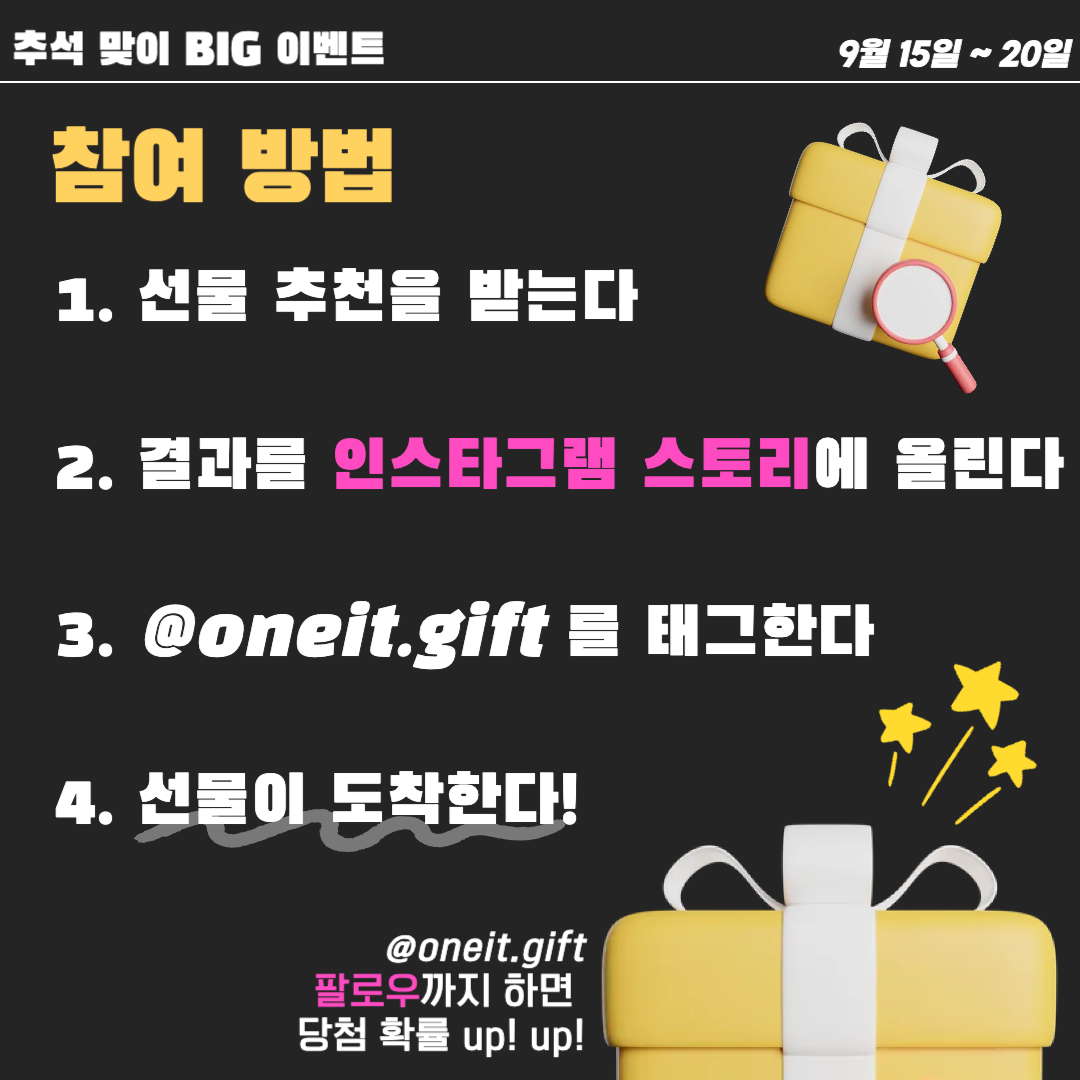 추석 맞이 BIG 이벤트
9월 15일 ~ 20일
참여 방법
1. 선물 추천을 받는다
2. 결과를 인스타그램 스토리에 올린다
3. @oneit.gift 를 태그한다
4. 선물이 도착한다!
@oneit.gift
팔로우까지 하면
당첨 확률 up! up!